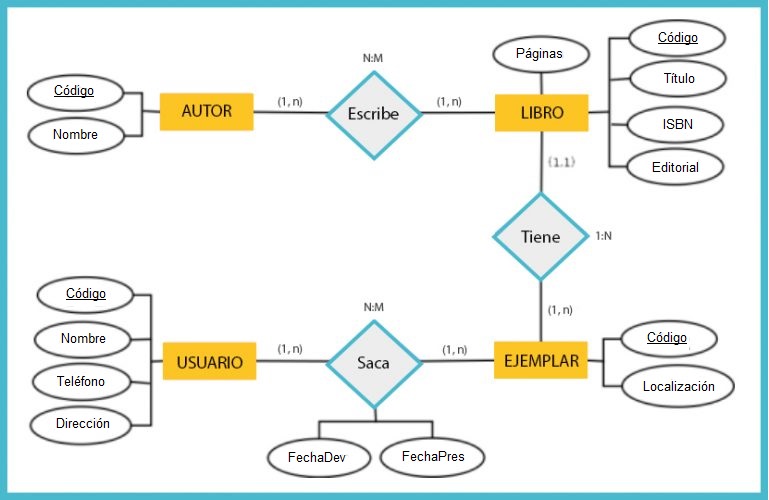 Código
Nombre
AUTOR
(1, n)
N:M
Escribe
(1, n)
LIBRO
Páginas
Código
Título
ISBN
Editorial
(1.1)
Tiene
1:N
(1, n)
Código
Nombre
Teléfono
Dirección
USUARIO
(1, n)
N:M
Saca
(1, n)
EJEMPLAR
Código
Localización
FechaDev
FechaPres